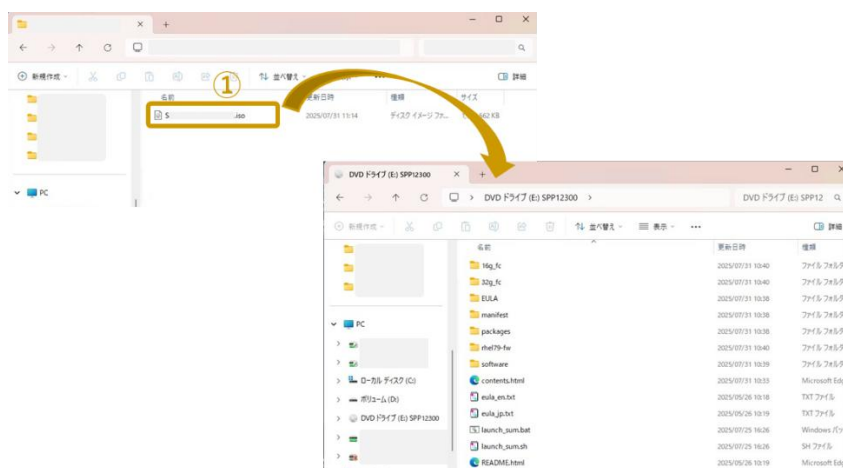 新規作成
①
並べ替え
詳細
名前
更新日時
種類
サイズ
S .iso
2025/07/31 11:14
ディスク イメージ ファ...
662 KB
PC
DVD ドライブ (E:) SPP12300
DVD ドライブ (E:) SPP12300
DVD ドライブ (E:) SPP12
新規作成
並べ替え
表示
詳細
名前
更新日時
種類
16g_fc 2025/07/31 10:40 ファイル フォルダ
32g_fc 2025/07/31 10:40 ファイル フォルダ
EULA 2025/07/31 10:38 ファイル フォルダ
manifest 2025/07/31 10:38 ファイル フォルダ
packages 2025/07/31 10:38 ファイル フォルダ
rhel79-fw 2025/07/31 10:40 ファイル フォルダ
software 2025/07/31 10:39 ファイル フォルダ
contents.html 2025/07/31 10:33 Microsoft Edg
eula_en.txt 2025/05/26 10:18 TXT ファイル
eula_jp.txt 2025/05/26 10:19 TXT ファイル
launch_sum.bat 2025/07/25 16:26 Windows バッ
launch_sum.sh 2025/07/25 16:26 SH ファイル
README.html 2025/05/26 10:19 Microsoft Edg
PC
ローカル ディスク (C:)
ボリューム (D:)
DVD ドライブ (E:) SPP12300